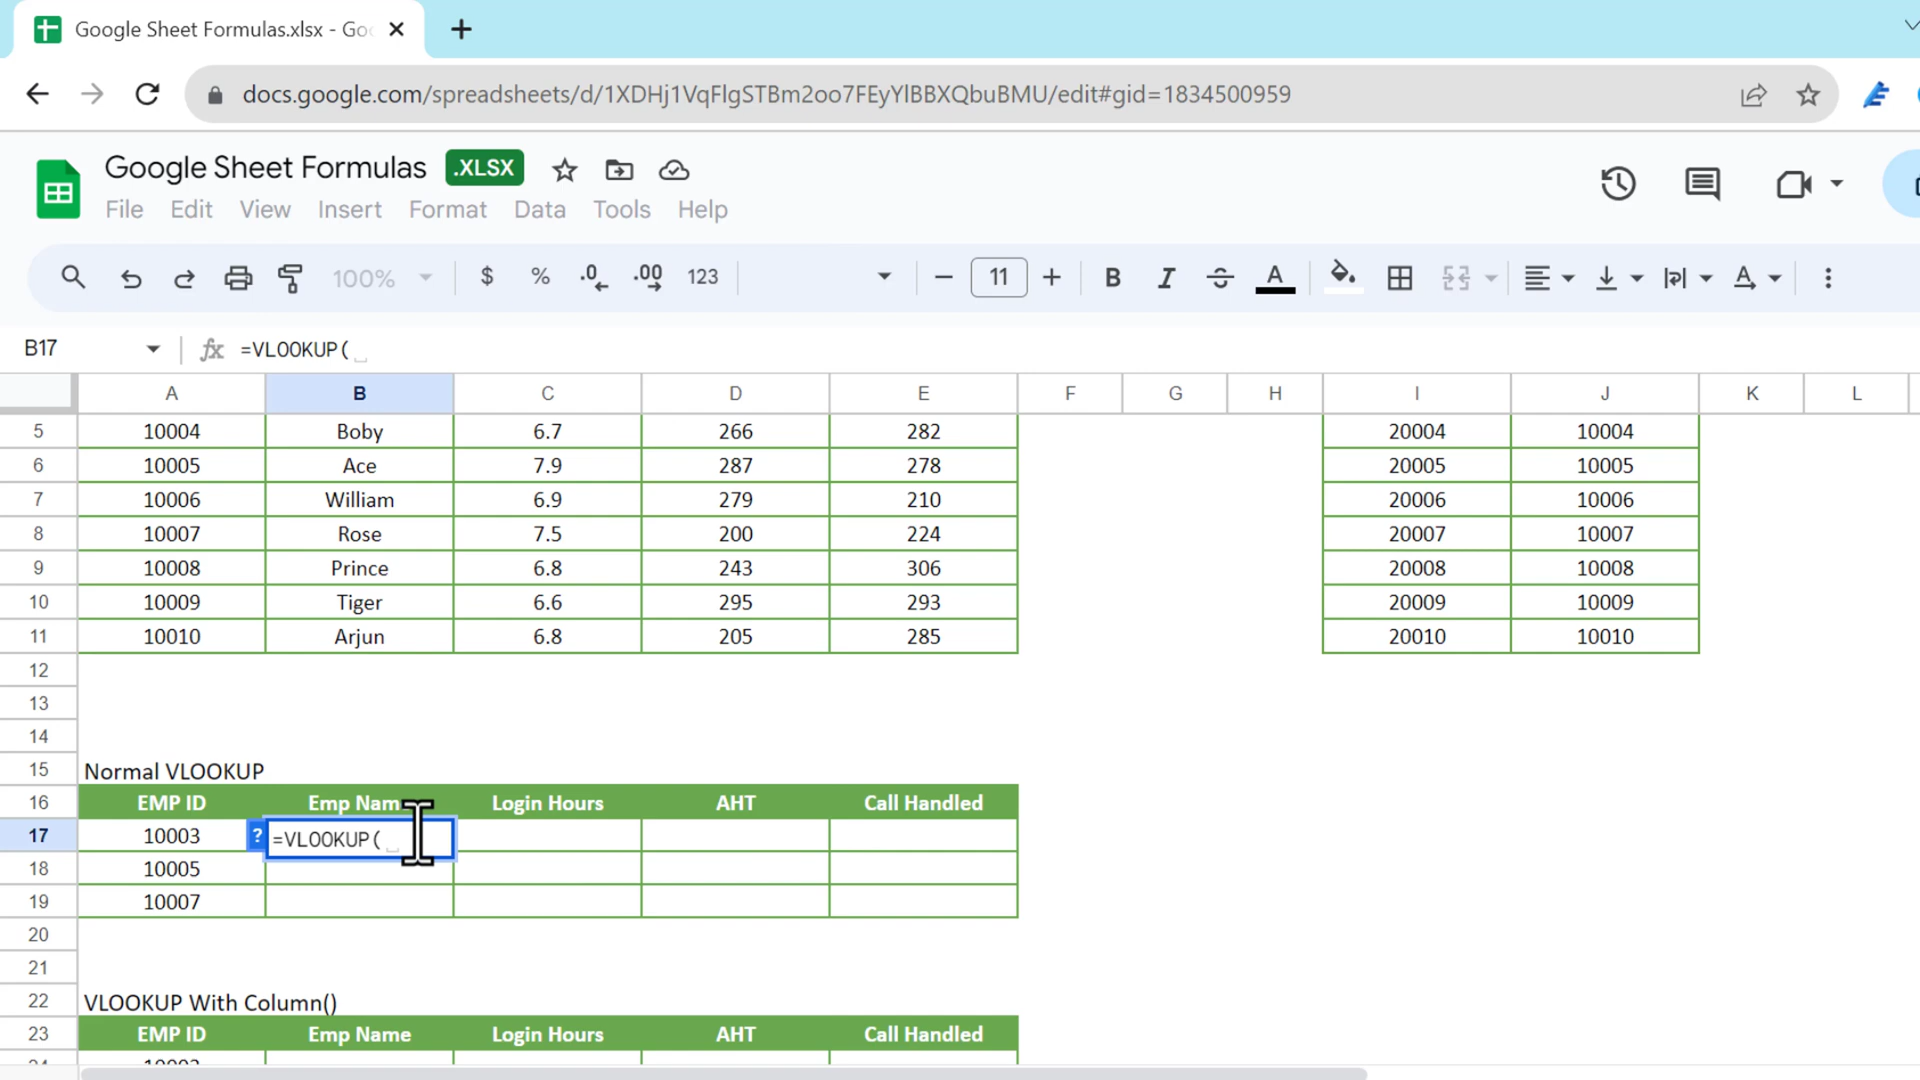 Google Sheet Formulas.xlsx - Goo
docs.google.com/spreadsheets/d/1XDHj1VqFlgSTBm2oo7FEyYlBBXQbuBMU/edit#gid=1834500959
Google Sheet Formulas .XLSX
File Edit View Insert Format Data Tools Help
100% $ % .0 .00 123 11 B I A A
B17 fx =VLOOKUP(
A B C D E F G H I J K L
5 10004 Boby 6.7 266 282 20004 10004
6 10005 Ace 7.9 287 278 20005 10005
7 10006 William 6.9 279 210 20006 10006
8 10007 Rose 7.5 200 224 20007 10007
9 10008 Prince 6.8 243 306 20008 10008
10 10009 Tiger 6.6 295 293 20009 10009
11 10010 Arjun 6.8 205 285 20010 10010
12
13
14
15 Normal VLOOKUP
16 EMP ID Emp Nam Login Hours AHT Call Handled
17 10003 ? =VLOOKUP(
18 10005
19 10007
20
21
22 VLOOKUP With Column()
23 EMP ID Emp Name Login Hours AHT Call Handled